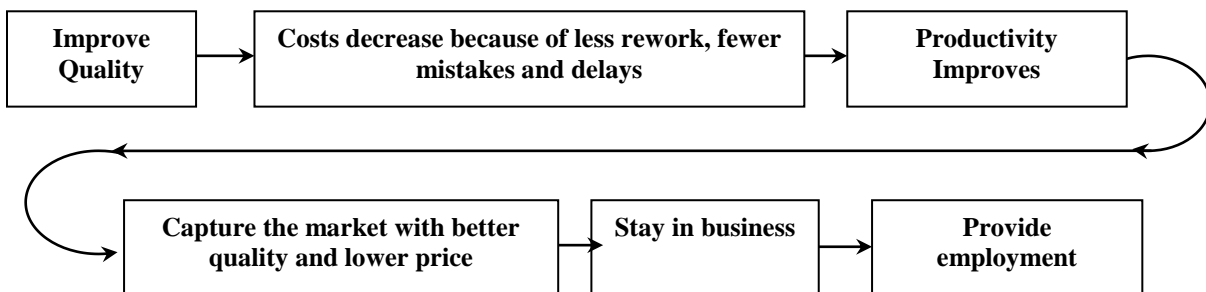 Improve
Quality
Costs decrease because of less rework, fewer
mistakes and delays
Productivity
Improves
Capture the market with better
quality and lower price
Stay in business
Provide
employment